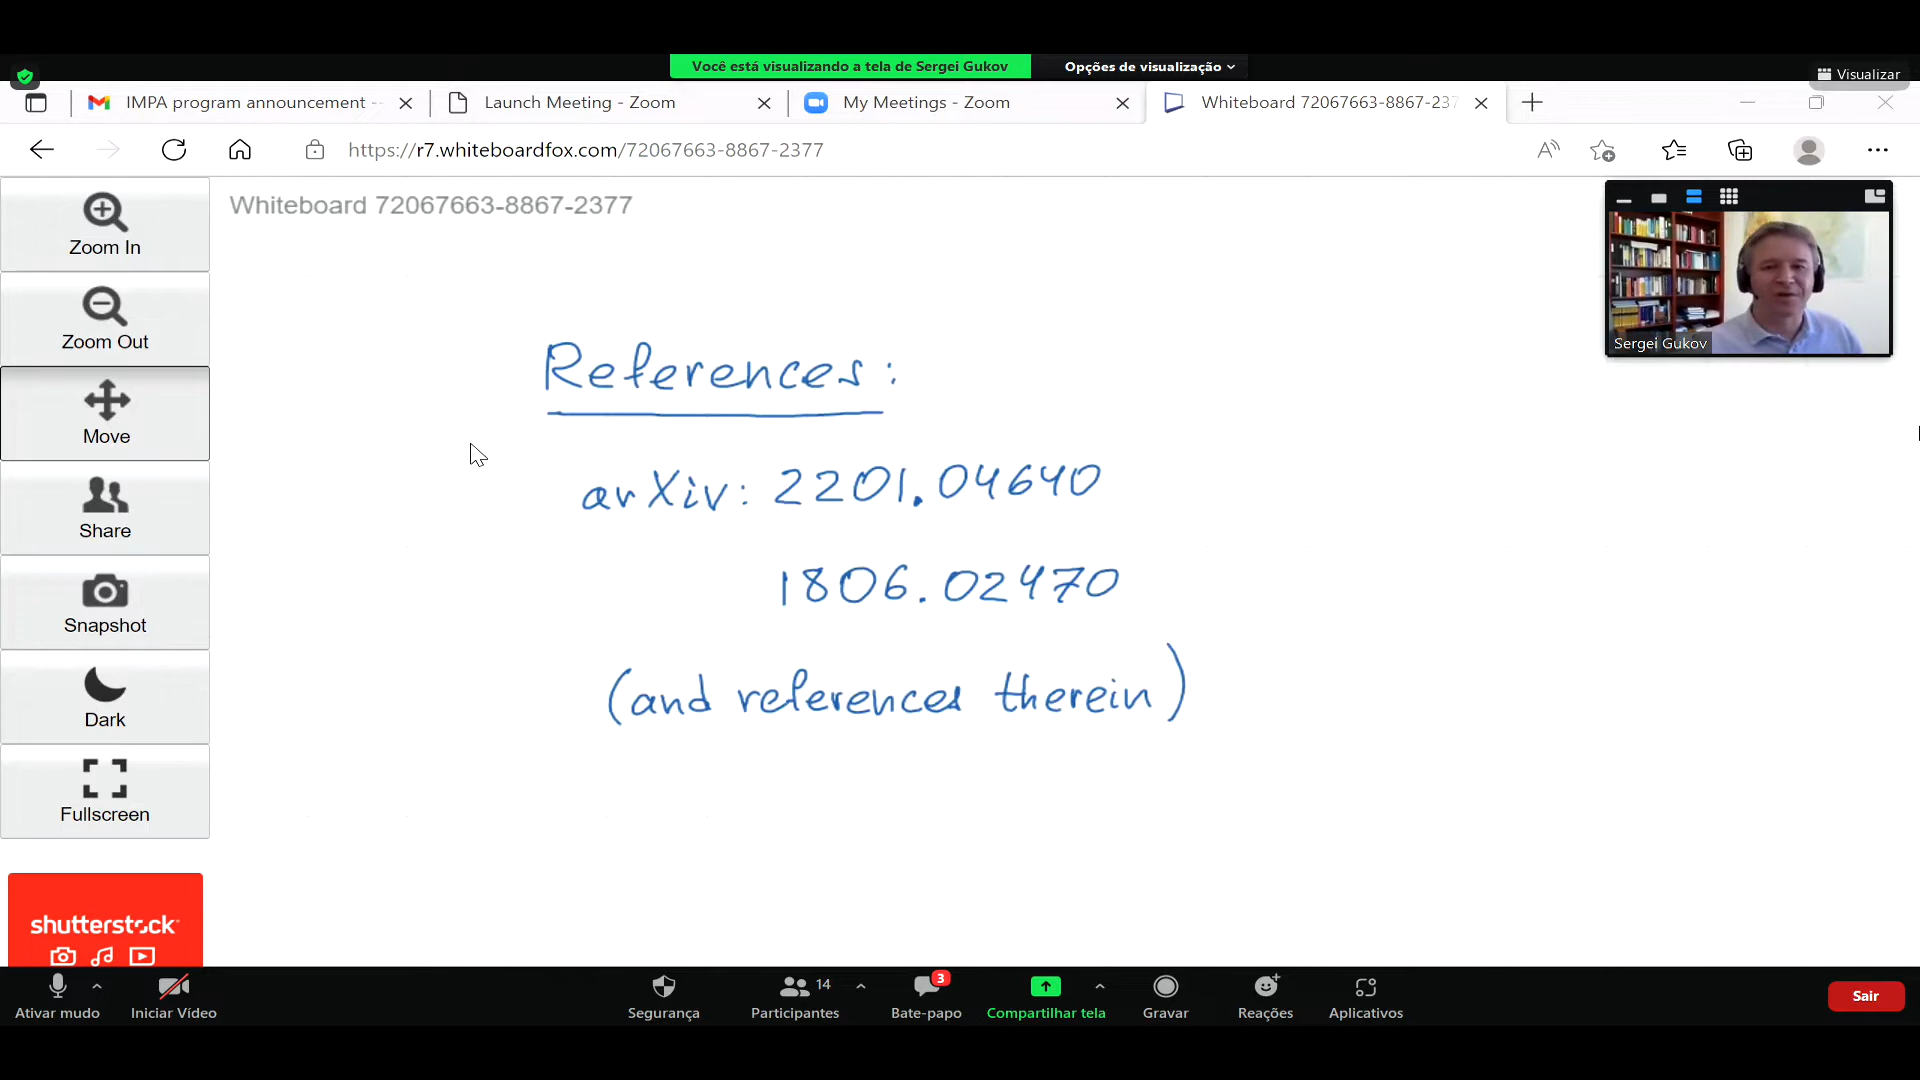 Você está visualizando a tela de Sergei Gukov
Opções de visualização
Visualizar
IMPA program announcement
Launch Meeting - Zoom
My Meetings - Zoom
Whiteboard 72067663-8867-237
https://r7.whiteboardfox.com/72067663-8867-2377
Whiteboard 72067663-8867-2377
Zoom In
Zoom Out
Move
Share
Snapshot
Dark
Fullscreen
Sergei Gukov
References:
arXiv: 2201.04640
1806.02470
(and references therein)
shutterstock
Ativar mudo
Iniciar Vídeo
Segurança
14
Participantes
3
Bate-papo
Compartilhar tela
Gravar
Reações
Aplicativos
Sair